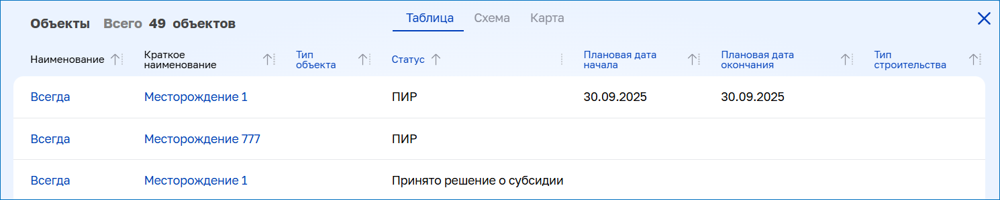 Объекты Всего 49 объектов Таблица Схема Карта
Наименование Краткое наименование Тип объекта Статус Плановая дата начала Плановая дата окончания Тип строительства
Всегда Месторождение 1 ПИР 30.09.2025 30.09.2025
Всегда Месторождение 777 ПИР
Всегда Месторождение 1 Принято решение о субсидии